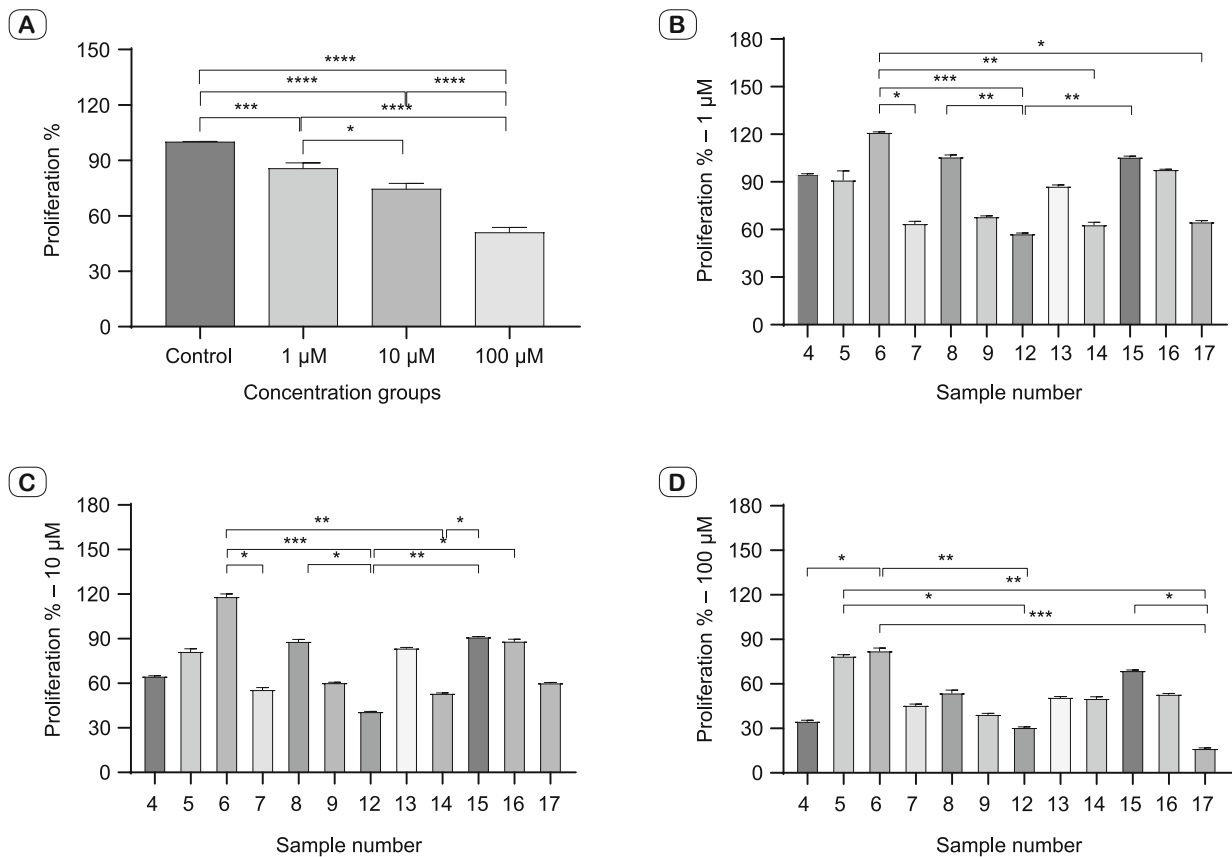 A
Proliferation %
150
120
90
60
30
0
****
**** ****
*** ****
*
Control 1 µM 10 µM 100 µM
Concentration groups
B
Proliferation % – 1 µM
180
150
120
90
60
30
0
*
**
***
* ** **
4 5 6 7 8 9 12 13 14 15 16 17
Sample number
C
Proliferation % – 10 µM
180
150
120
90
60
30
0
** *
*** *
* * **
4 5 6 7 8 9 12 13 14 15 16 17
Sample number
D
Proliferation % – 100 µM
180
150
120
90
60
30
0
* **
**
* *
***
4 5 6 7 8 9 12 13 14 15 16 17
Sample number